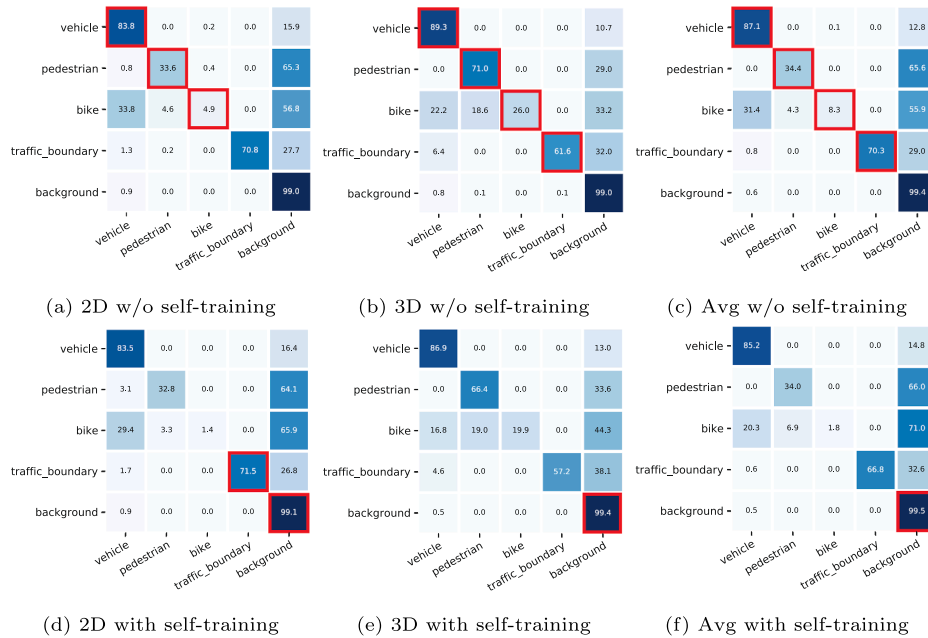 vehicle 83.8 0.0 0.2 0.0 15.9
pedestrian 0.8 33.6 0.4 0.0 65.3
bike 33.8 4.6 4.9 0.0 56.8
traffic_boundary 1.3 0.2 0.0 70.8 27.7
background 0.9 0.0 0.0 0.0 99.0
vehicle pedestrian bike traffic_boundary background
(a) 2D w/o self-training
vehicle 89.3 0.0 0.0 0.0 10.7
pedestrian 0.0 71.0 0.0 0.0 29.0
bike 22.2 18.6 26.0 0.0 33.2
traffic_boundary 6.4 0.0 0.0 61.6 32.0
background 0.8 0.1 0.0 0.1 99.0
vehicle pedestrian bike traffic_boundary background
(b) 3D w/o self-training
vehicle 87.1 0.0 0.1 0.0 12.8
pedestrian 0.0 34.4 0.0 0.0 65.6
bike 31.4 4.3 8.3 0.0 55.9
traffic_boundary 0.8 0.0 0.0 70.3 29.0
background 0.6 0.0 0.0 0.0 99.4
vehicle pedestrian bike traffic_boundary background
(c) Avg w/o self-training
vehicle 83.5 0.0 0.0 0.0 16.4
pedestrian 3.1 32.8 0.0 0.0 64.1
bike 29.4 3.3 1.4 0.0 65.9
traffic_boundary 1.7 0.0 0.0 71.5 26.8
background 0.9 0.0 0.0 0.0 99.1
vehicle pedestrian bike traffic_boundary background
(d) 2D with self-training
vehicle 86.9 0.0 0.0 0.0 13.0
pedestrian 0.0 66.4 0.0 0.0 33.6
bike 16.8 19.0 19.9 0.0 44.3
traffic_boundary 4.6 0.0 0.0 57.2 38.1
background 0.5 0.0 0.0 0.0 99.4
vehicle pedestrian bike traffic_boundary background
(e) 3D with self-training
vehicle 85.2 0.0 0.0 0.0 14.8
pedestrian 0.0 34.0 0.0 0.0 66.0
bike 20.3 6.9 1.8 0.0 71.0
traffic_boundary 0.6 0.0 0.0 66.8 32.6
background 0.5 0.0 0.0 0.0 99.5
vehicle pedestrian bike traffic_boundary background
(f) Avg with self-training